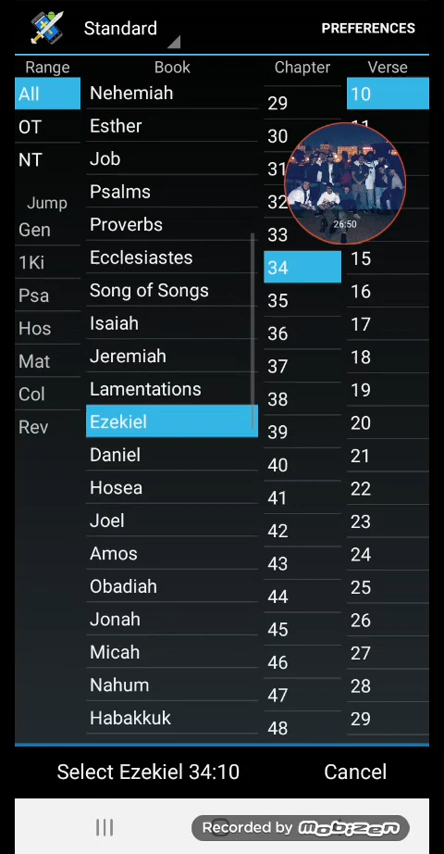 Standard
PREFERENCES
Range
Book
Chapter
Verse
All
OT
NT
Jump
Gen
1Ki
Psa
Hos
Mat
Col
Rev
Nehemiah
Esther
Job
Psalms
Proverbs
Ecclesiastes
Song of Songs
Isaiah
Jeremiah
Lamentations
Ezekiel
Daniel
Hosea
Joel
Amos
Obadiah
Jonah
Micah
Nahum
Habakkuk
29
30
31
32
33
34
35
36
37
38
39
40
41
42
43
44
45
46
47
48
10
11
26:50
15
16
17
18
19
20
21
22
23
24
25
26
27
28
29
Select Ezekiel 34:10
Cancel
Recorded by MOBIZEN